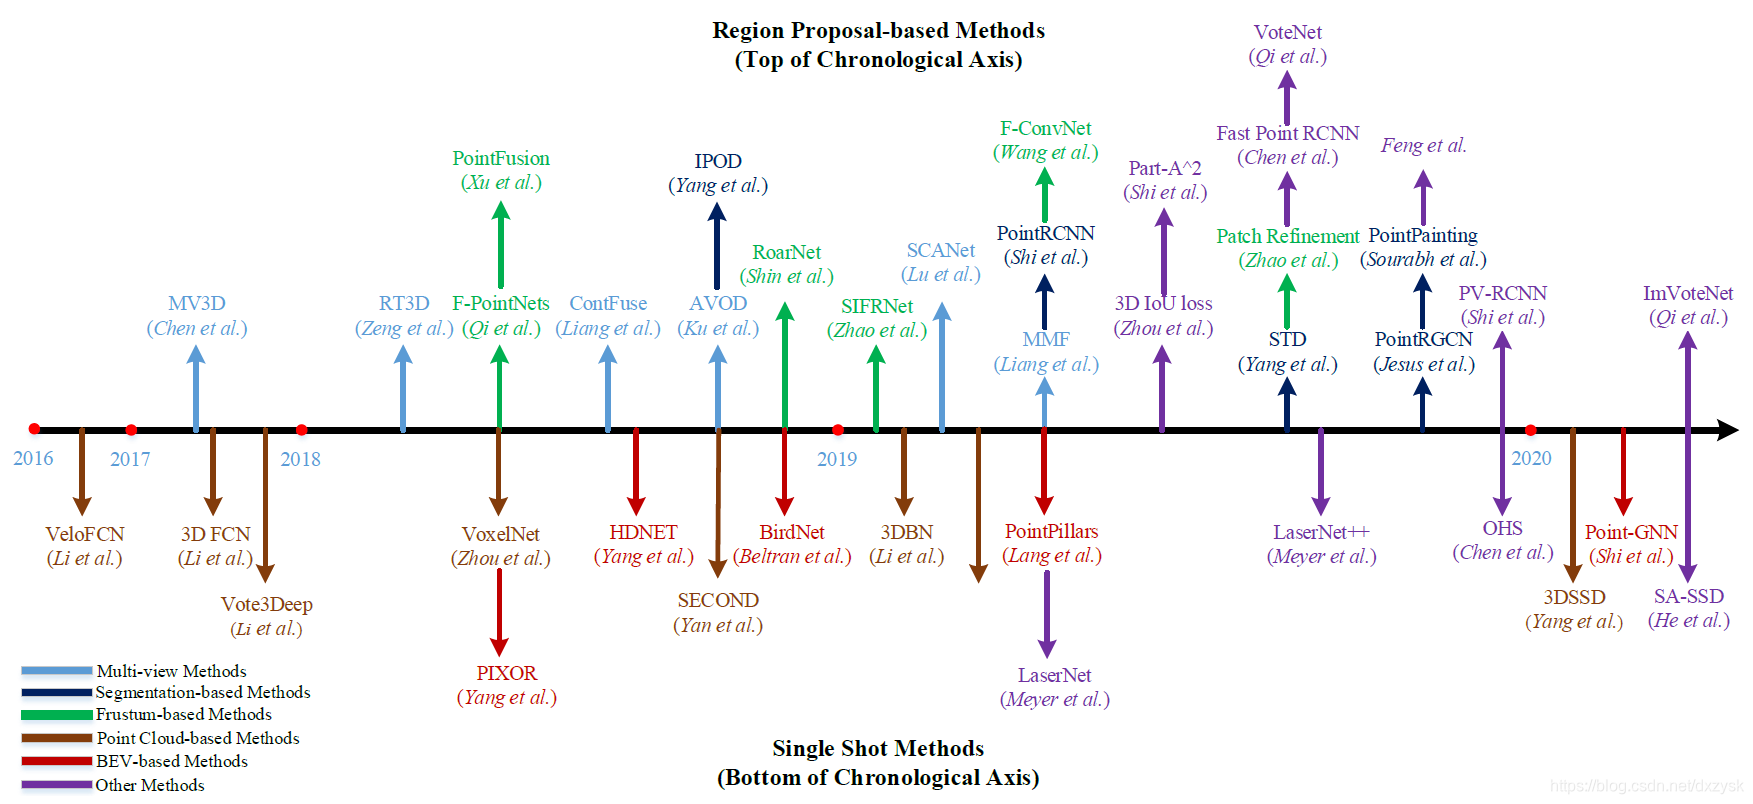 Region Proposal-based Methods
(Top of Chronological Axis)
VoteNet
(Qi et al.)
F-ConvNet
(Wang et al.)
Fast Point RCNN
(Chen et al.)
Feng et al.
PointFusion
(Xu et al.)
IPOD
(Yang et al.)
Part-A^2
(Shi et al.)
RoarNet
(Shin et al.)
SCANet
(Lu et al.)
PointRCNN
(Shi et al.)
Patch Refinement
(Zhao et al.)
PointPainting
(Sourabh et al.)
MV3D
(Chen et al.)
RT3D
(Zeng et al.)
F-PointNets
(Qi et al.)
ContFuse
(Liang et al.)
AVOD
(Ku et al.)
SIFRNet
(Zhao et al.)
MMF
(Liang et al.)
3D IoU loss
(Zhou et al.)
STD
(Yang et al.)
PointRGCN
(Jesus et al.)
PV-RCNN
(Shi et al.)
ImVoteNet
(Qi et al.)
2016
2017
2018
2019
2020
VeloFCN
(Li et al.)
3D FCN
(Li et al.)
Vote3Deep
(Li et al.)
VoxelNet
(Zhou et al.)
PIXOR
(Yang et al.)
HDNET
(Yang et al.)
SECOND
(Yan et al.)
BirdNet
(Beltran et al.)
3DBN
(Li et al.)
PointPillars
(Lang et al.)
LaserNet
(Meyer et al.)
LaserNet++
(Meyer et al.)
OHS
(Chen et al.)
3DSSD
(Yang et al.)
Point-GNN
(Shi et al.)
SA-SSD
(He et al.)
Multi-view Methods
Segmentation-based Methods
Frustum-based Methods
Point Cloud-based Methods
BEV-based Methods
Other Methods
Single Shot Methods
(Bottom of Chronological Axis)
https://blog.csdn.net/dxzysk